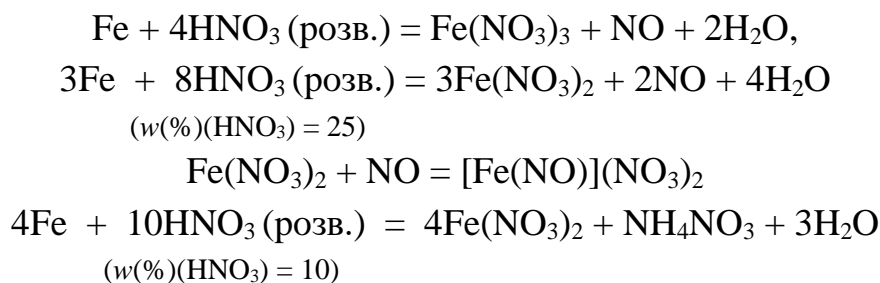 Fe + 4HNO₃ (розв.) = Fe(NO₃)₃ + NO + 2H₂O,
3Fe + 8HNO₃ (розв.) = 3Fe(NO₃)₂ + 2NO + 4H₂O
(w(%)(HNO₃) = 25)
Fe(NO₃)₂ + NO = [Fe(NO)](NO₃)₂
4Fe + 10HNO₃ (розв.) = 4Fe(NO₃)₂ + NH₄NO₃ + 3H₂O
(w(%)(HNO₃) = 10)